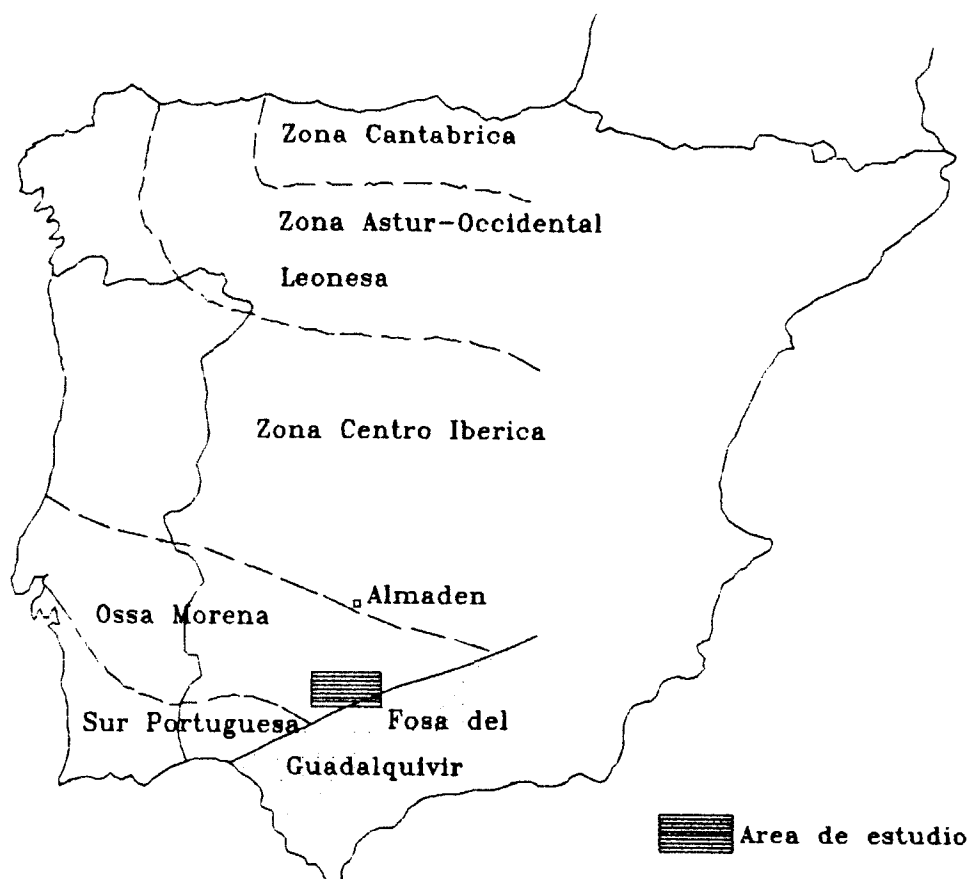 Zona Cantabrica
Zona Astur-Occidental
Leonesa
Zona Centro Iberica
Almaden
Ossa Morena
Sur Portuguesa
Fosa del
Guadalquivir
Area de estudio